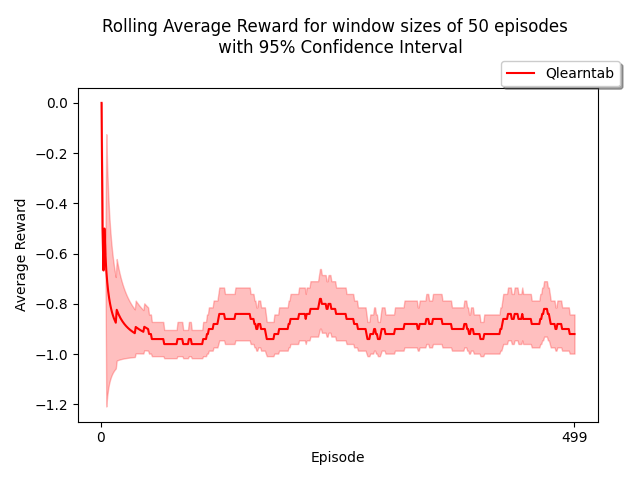 Rolling Average Reward for window sizes of 50 episodes
with 95% Confidence Interval
Qlearntab
0.0
−0.2
−0.4
−0.6
−0.8
−1.0
−1.2
Average Reward
0
499
Episode